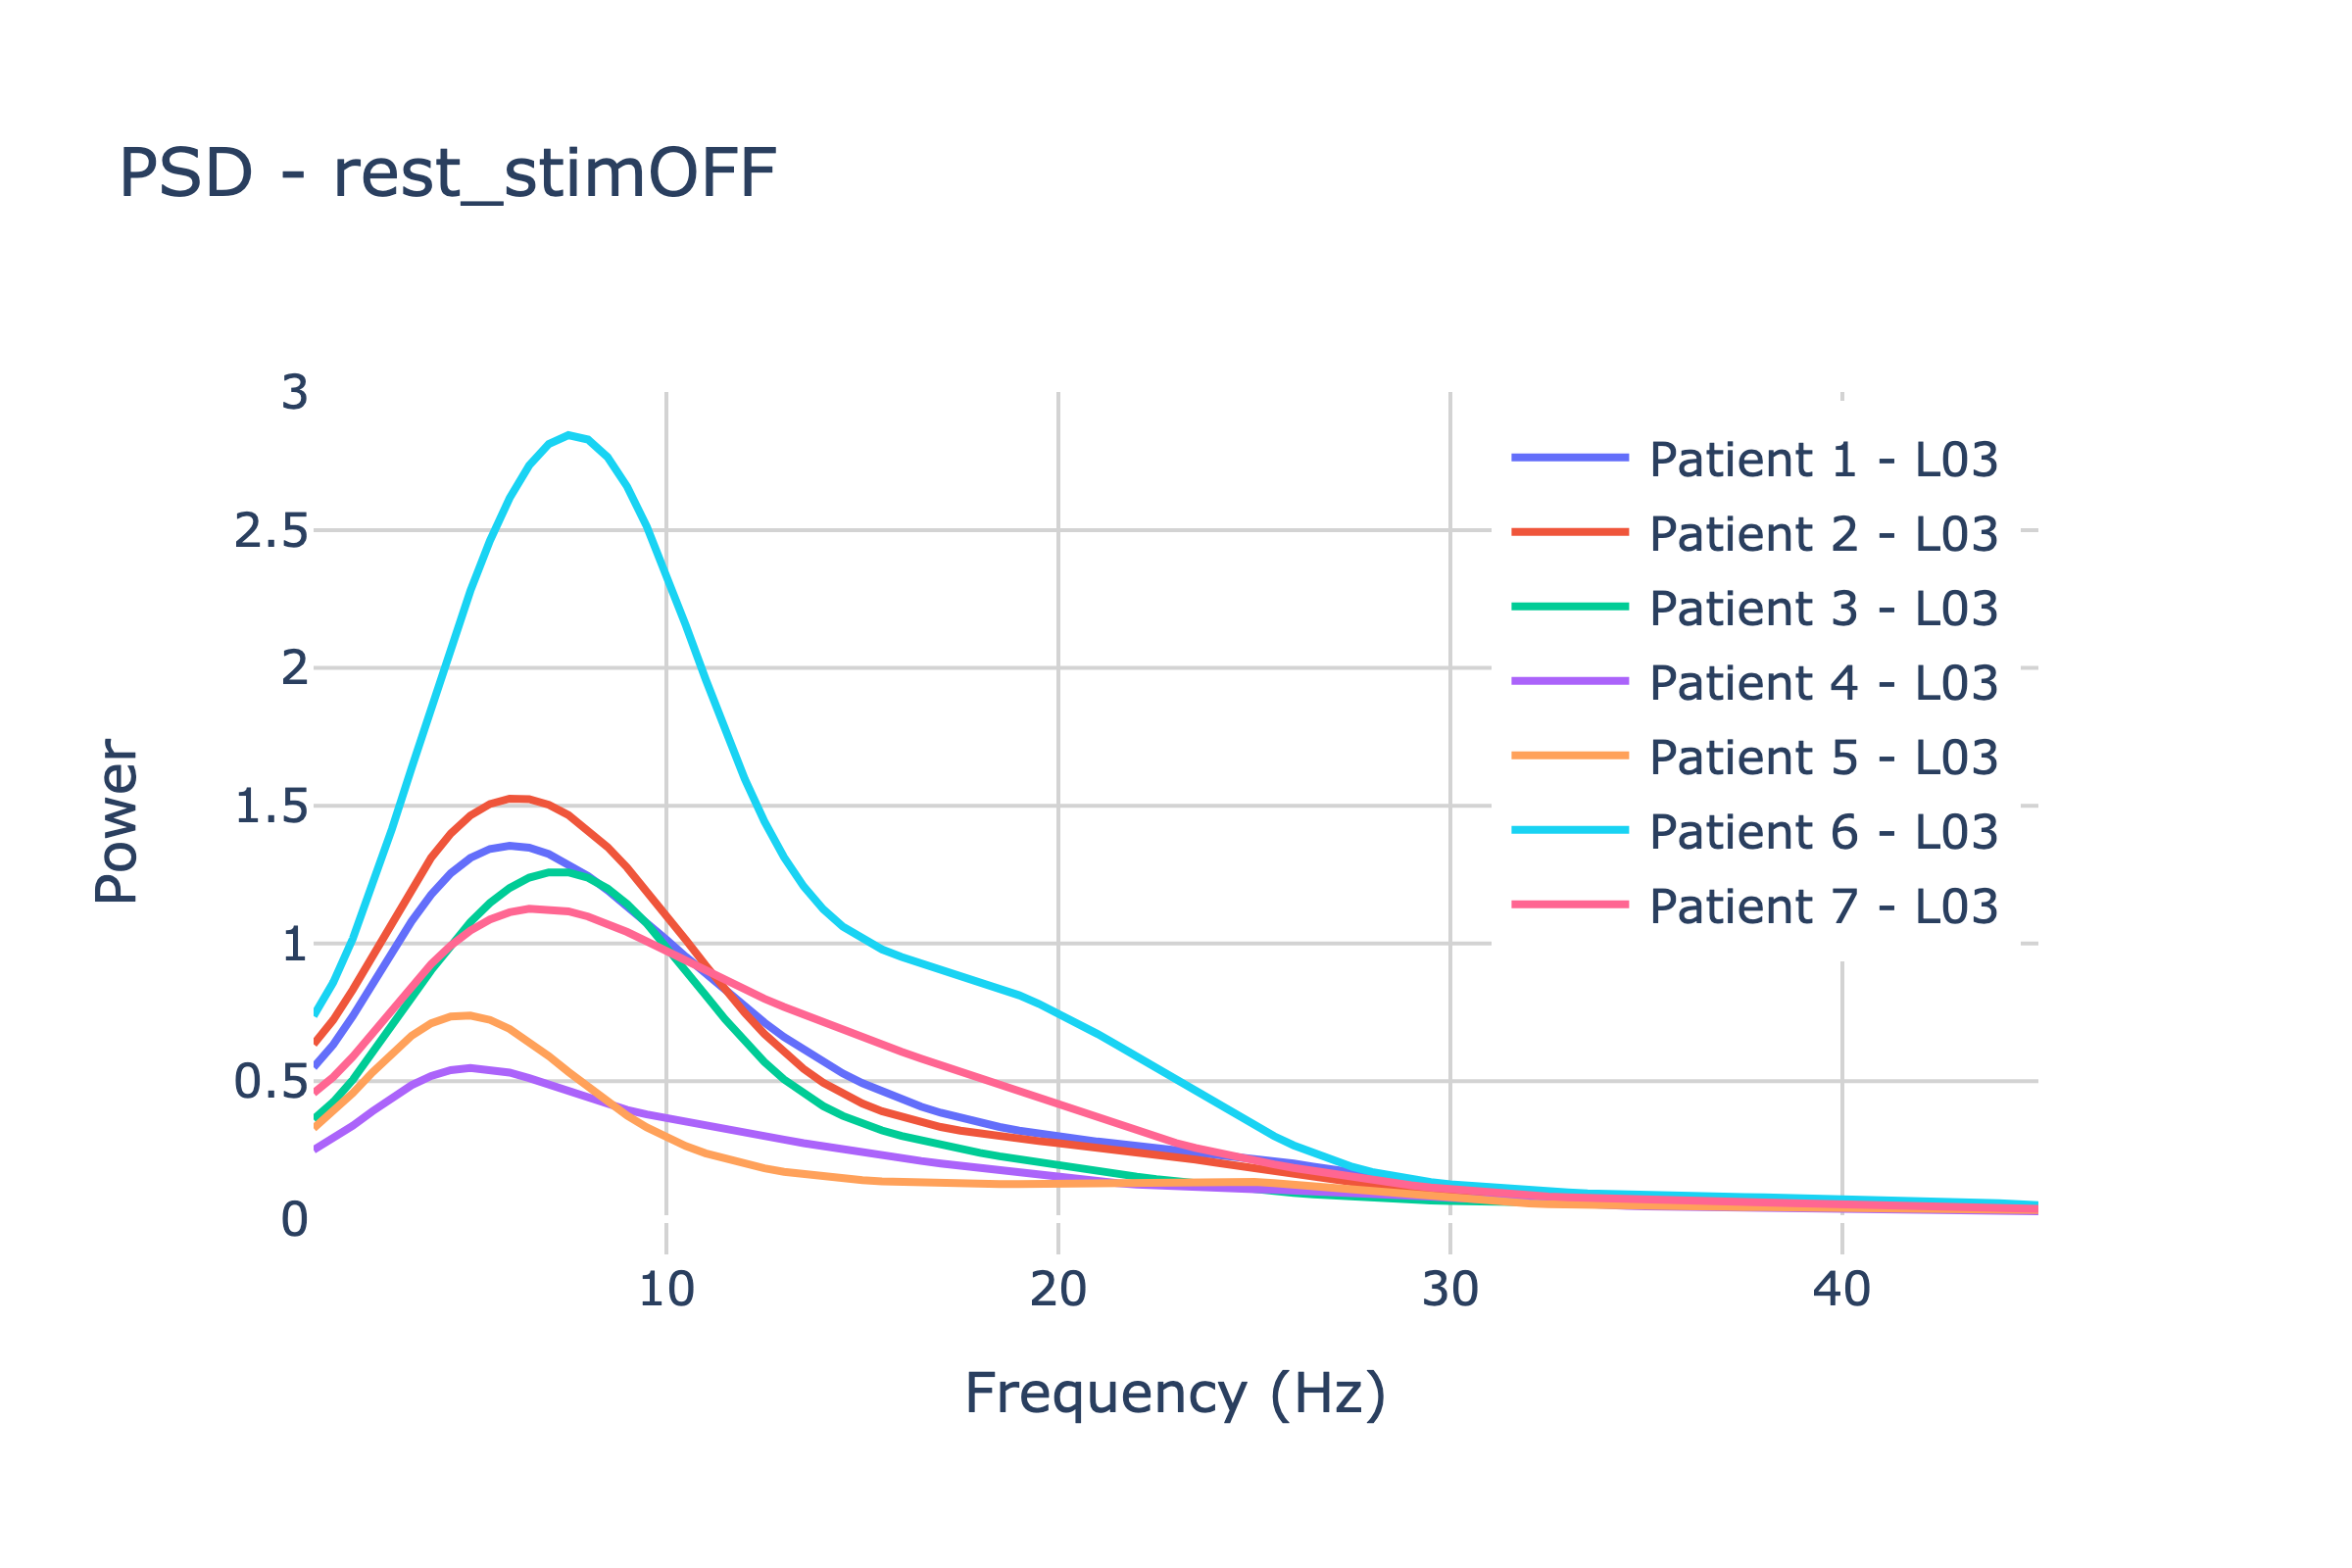 PSD - rest_stimOFF
3
2.5
2
1.5
1
0.5
0
Power
10 20 30 40
Frequency (Hz)
Patient 1 - L03
Patient 2 - L03
Patient 3 - L03
Patient 4 - L03
Patient 5 - L03
Patient 6 - L03
Patient 7 - L03